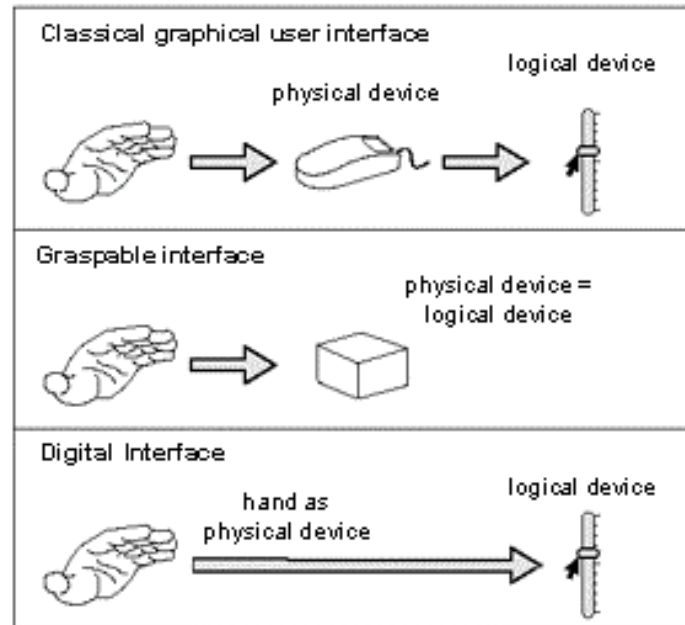 Classical graphical user interface
logical device
physical device
Graspable interface
physical device =
logical device
Digital Interface
logical device
hand as
physical device